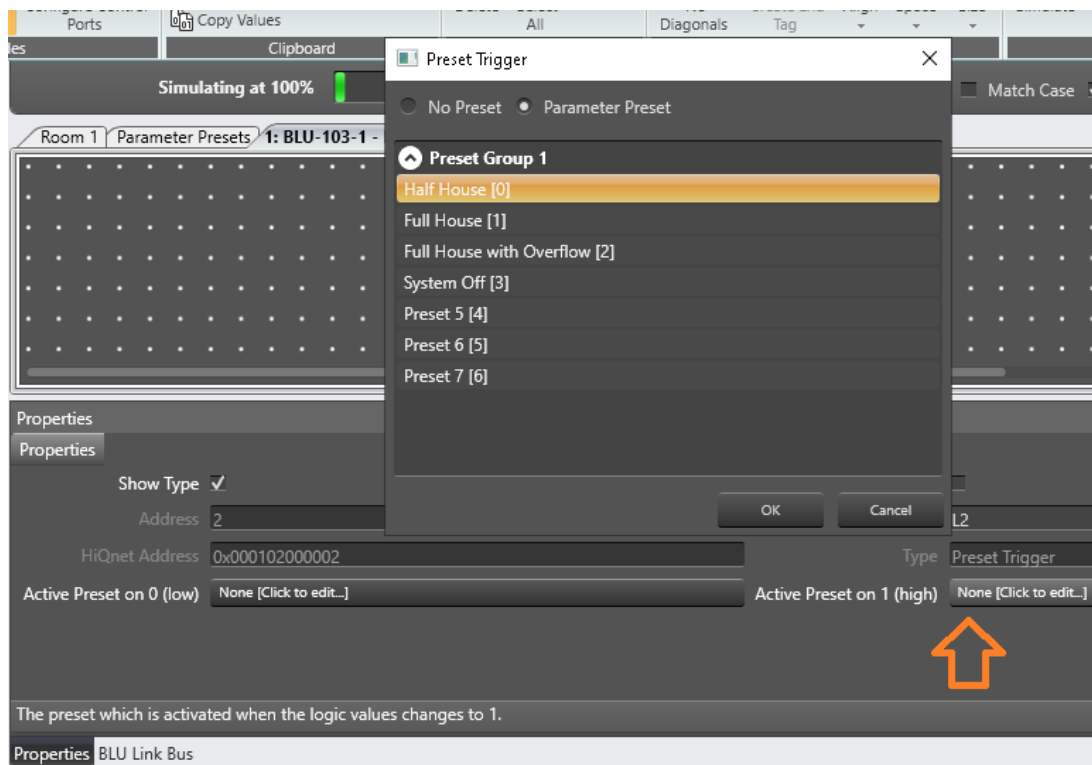 Ports
Copy Values
All
Diagonals
Tag
Clipboard
Preset Trigger
Simulating at 100%
Match Case
No Preset
Parameter Preset
Room 1
Parameter Presets
1: BLU-103-1 -
Preset Group 1
Half House [0]
Full House [1]
Full House with Overflow [2]
System Off [3]
Preset 5 [4]
Preset 6 [5]
Preset 7 [6]
Properties
Properties
Show Type
OK
Cancel
Address 2
L2
HiQnet Address 0x000102000002
Type Preset Trigger
Active Preset on 0 (low) None [Click to edit...]
Active Preset on 1 (high) None [Click to edit...]
The preset which is activated when the logic values changes to 1.
Properties BLU Link Bus